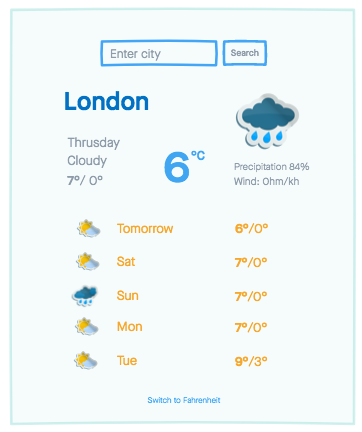 Enter city
Search
London
Thrusday
Cloudy
7°/ 0°
6°C
Precipitation 84%
Wind: 0hm/kh
Tomorrow 6°/0°
Sat 7°/0°
Sun 7°/0°
Mon 7°/0°
Tue 9°/3°
Switch to Fahrenheit